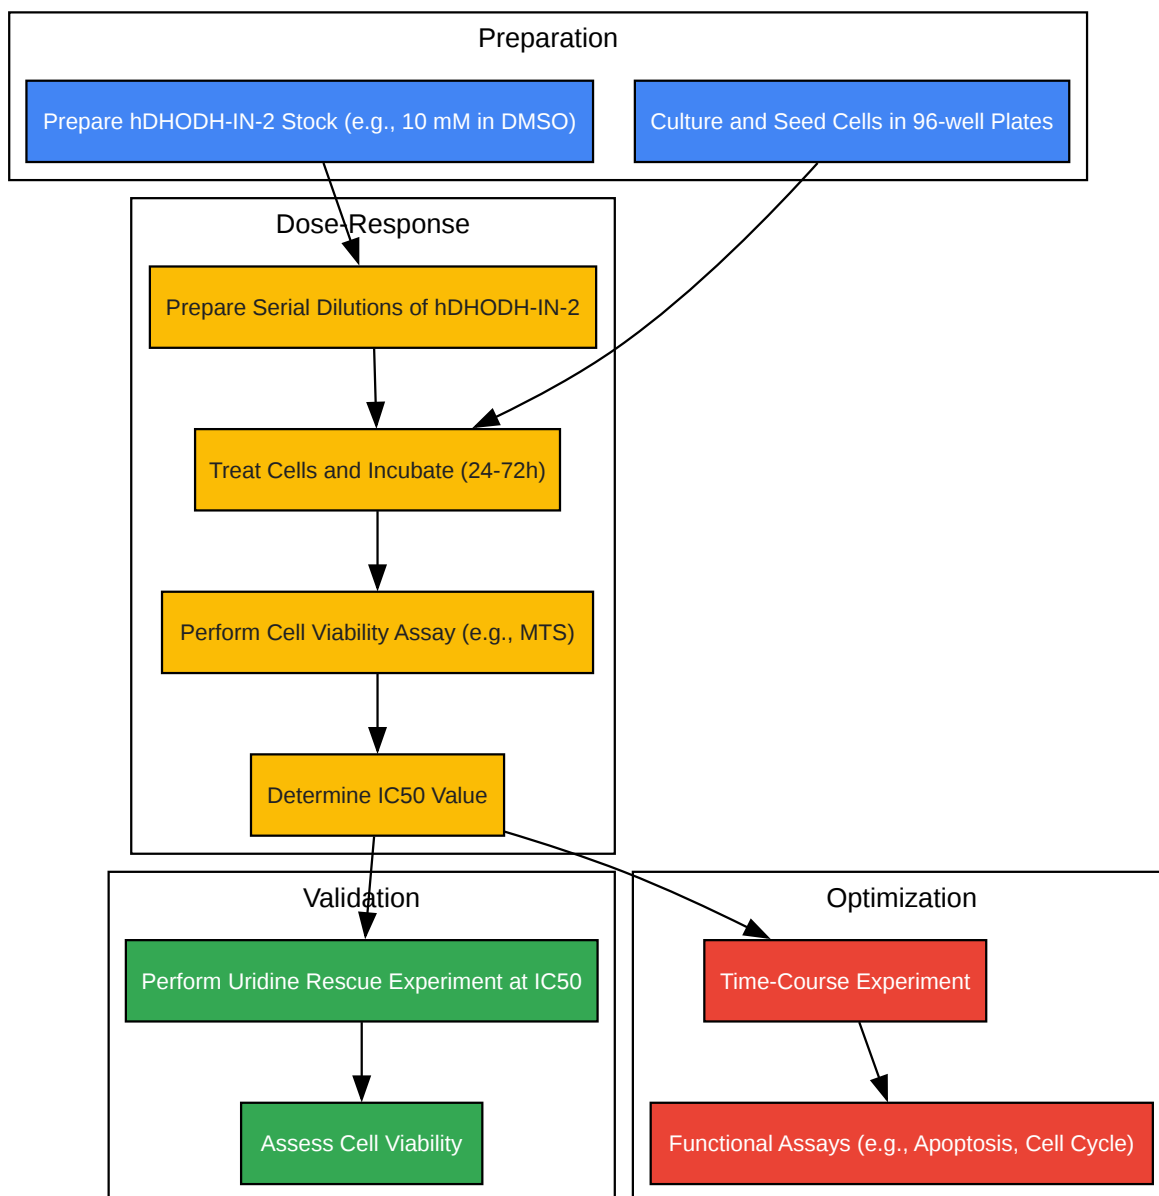 Preparation
Prepare hDHODH-IN-2 Stock (e.g., 10 mM in DMSO)
Culture and Seed Cells in 96-well Plates
Dose-Response
Prepare Serial Dilutions of hDHODH-IN-2
Treat Cells and Incubate (24-72h)
Perform Cell Viability Assay (e.g., MTS)
Determine IC50 Value
Validation
Perform Uridine Rescue Experiment at IC50
Assess Cell Viability
Optimization
Time-Course Experiment
Functional Assays (e.g., Apoptosis, Cell Cycle)